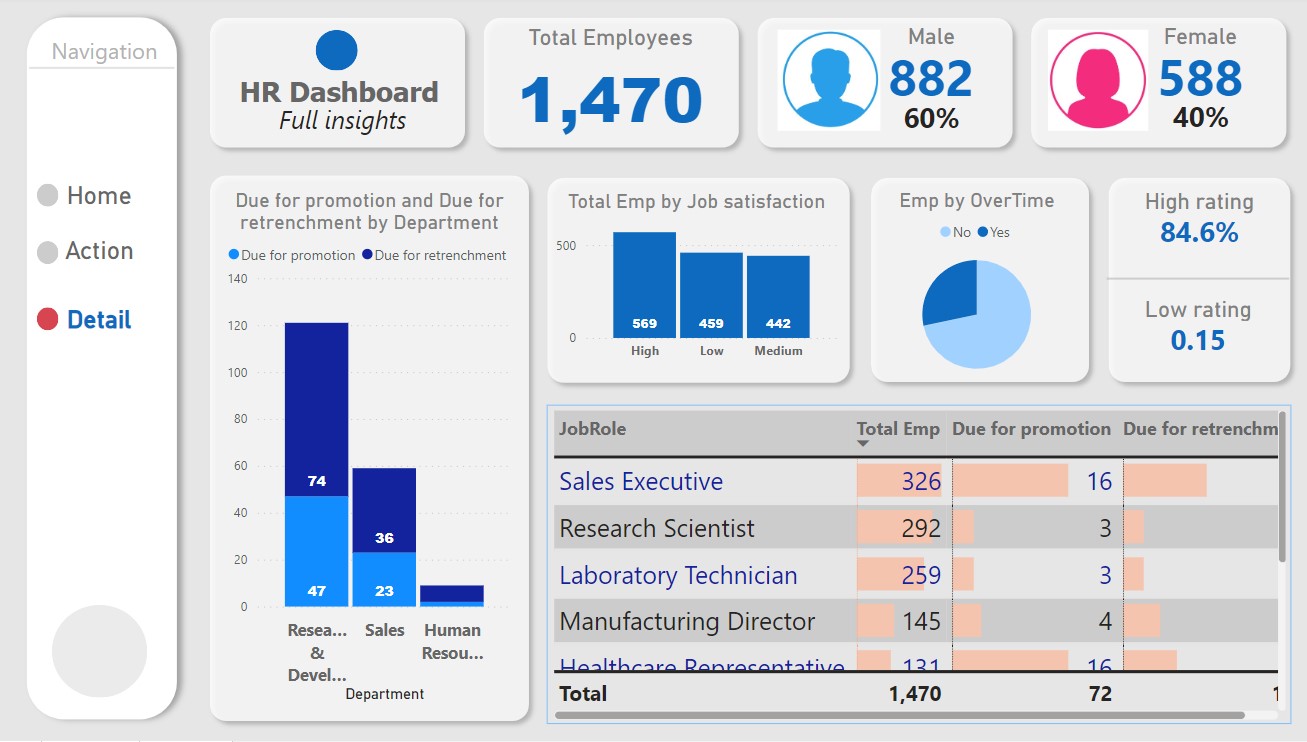 Navigation
Home
Action
Detail
HR Dashboard
Full insights
Total Employees
1,470
Male
882
60%
Female
588
40%
Due for promotion and Due for
retrenchment by Department
Due for promotion Due for retrenchment
140
120
100
80
60
40
20
0
74
47
36
23
Resea...
&
Devel...
Sales
Human
Resou...
Department
Total Emp by Job satisfaction
500
0
569 459 442
High Low Medium
Emp by OverTime
No Yes
High rating
84.6%
Low rating
0.15
JobRole Total Emp Due for promotion Due for retrenchm
Sales Executive 326 16
Research Scientist 292 3
Laboratory Technician 259 3
Manufacturing Director 145 4
Healthcare Representative 131 16
Total 1,470 72 1